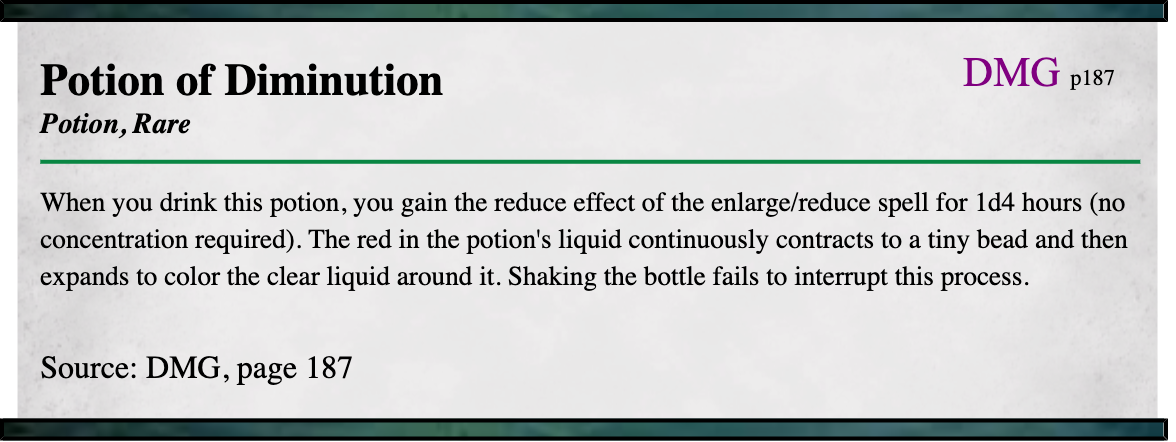 Potion of Diminution
DMG p187
Potion, Rare
When you drink this potion, you gain the reduce effect of the enlarge/reduce spell for 1d4 hours (no
concentration required). The red in the potion's liquid continuously contracts to a tiny bead and then
expands to color the clear liquid around it. Shaking the bottle fails to interrupt this process.
Source: DMG, page 187